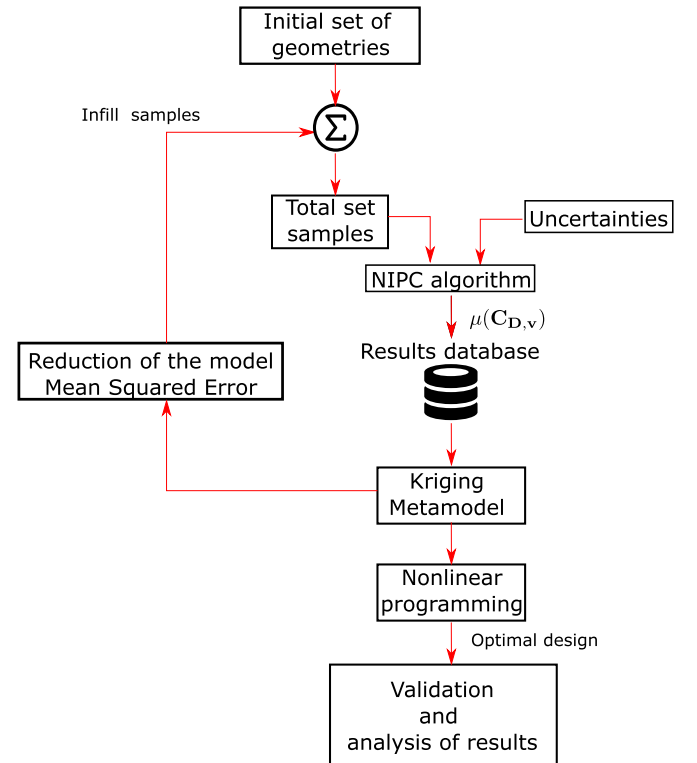 Initial set of
geometries
Infill samples
Σ
Total set
samples
Uncertainties
NIPC algorithm
μ(C_D,v)
Results database
Reduction of the model
Mean Squared Error
Kriging
Metamodel
Nonlinear
programming
Optimal design
Validation
and
analysis of results